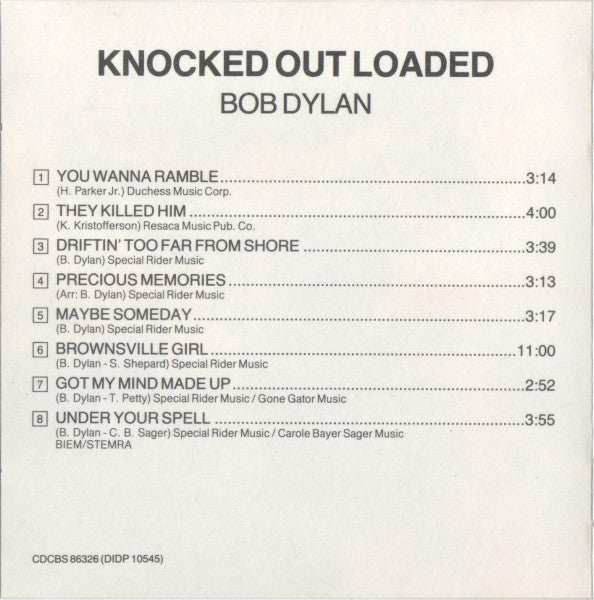 KNOCKED OUT LOADED
BOB DYLAN
1 YOU WANNA RAMBLE 3:14
(H. Parker Jr.) Duchess Music Corp.
2 THEY KILLED HIM 4:00
(K. Kristofferson) Resaca Music Pub. Co.
3 DRIFTIN' TOO FAR FROM SHORE 3:39
(B. Dylan) Special Rider Music
4 PRECIOUS MEMORIES 3:13
(Arr: B. Dylan) Special Rider Music
5 MAYBE SOMEDAY 3:17
(B. Dylan) Special Rider Music
6 BROWNSVILLE GIRL 11:00
(B. Dylan - S. Shepard) Special Rider Music
7 GOT MY MIND MADE UP 2:52
(B. Dylan - T. Petty) Special Rider Music / Gone Gator Music
8 UNDER YOUR SPELL 3:55
(B. Dylan - C. B. Sager) Special Rider Music / Carole Bayer Sager Music
BIEM/STEMRA
CDCBS 86326 (DIDP 10545)